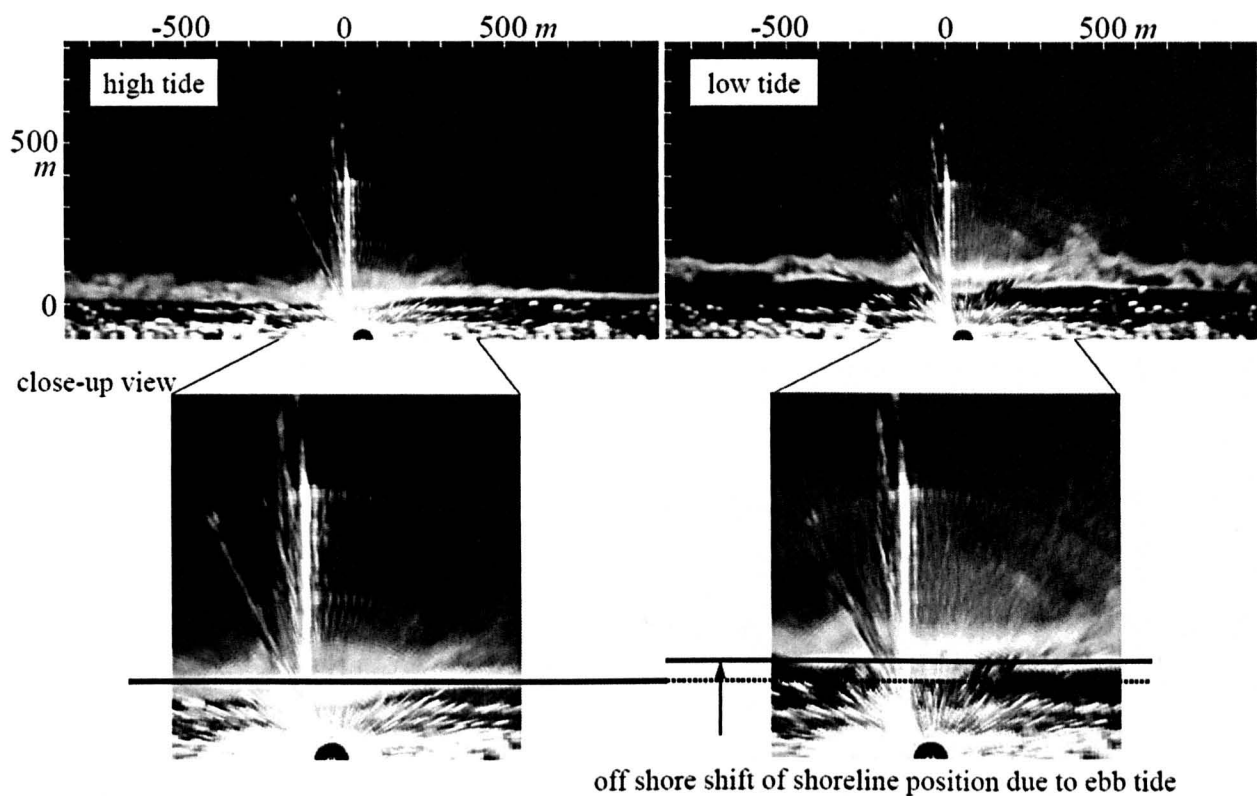 -500 0 500 m -500 0 500 m
high tide low tide
500
m
0
close-up view
off shore shift of shoreline position due to ebb tide